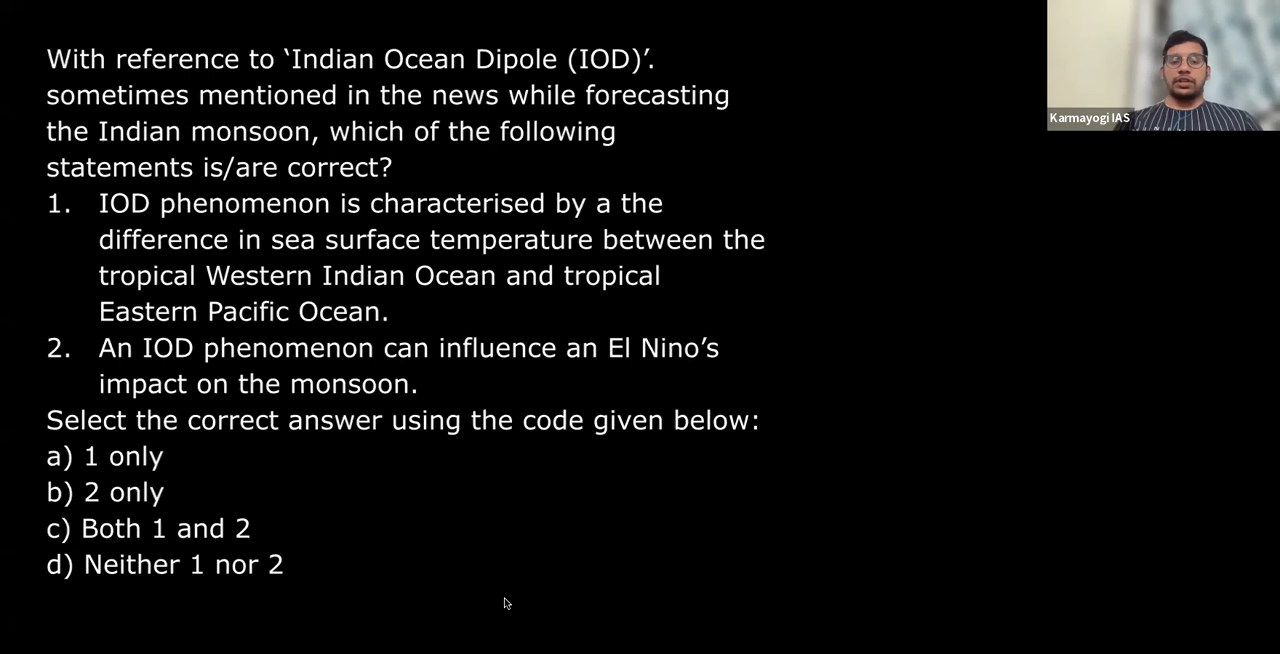 With reference to ‘Indian Ocean Dipole (IOD)’.
sometimes mentioned in the news while forecasting
the Indian monsoon, which of the following
statements is/are correct?
1. IOD phenomenon is characterised by a the
difference in sea surface temperature between the
tropical Western Indian Ocean and tropical
Eastern Pacific Ocean.
2. An IOD phenomenon can influence an El Nino’s
impact on the monsoon.
Select the correct answer using the code given below:
a) 1 only
b) 2 only
c) Both 1 and 2
d) Neither 1 nor 2
Karmayogi IAS